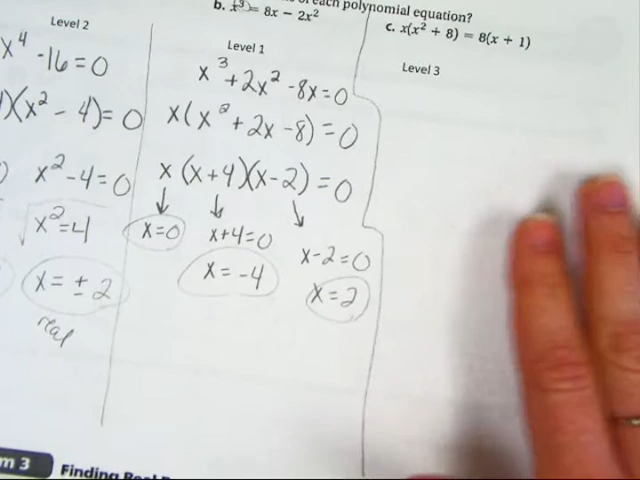 each polynomial equation?
b. x³ = 8x − 2x²
c. x(x² + 8) = 8(x + 1)
Level 2
x⁴ -16=0
)(x² - 4)=0
x²-4=0
x²=4
x= ± 2
real
Level 1
x³+2x²-8x=0
x(x²+2x-8)=0
x(x+4)(x-2)=0
x=0
x+4=0
x-2=0
x=-4
x=2
Level 3
m 3
Finding